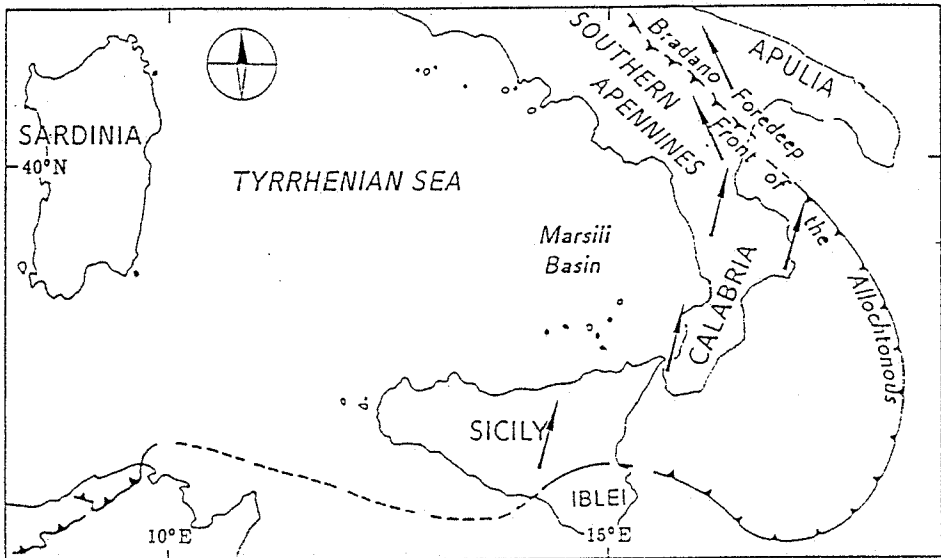 SARDINIA
40°N
TYRRHENIAN SEA
Marsili
Basin
SOUTHERN
APENNINES
Bradano Foredeep
APULIA
Front of the Allochtonous
CALABRIA
SICILY
IBLEI
10°E
15°E